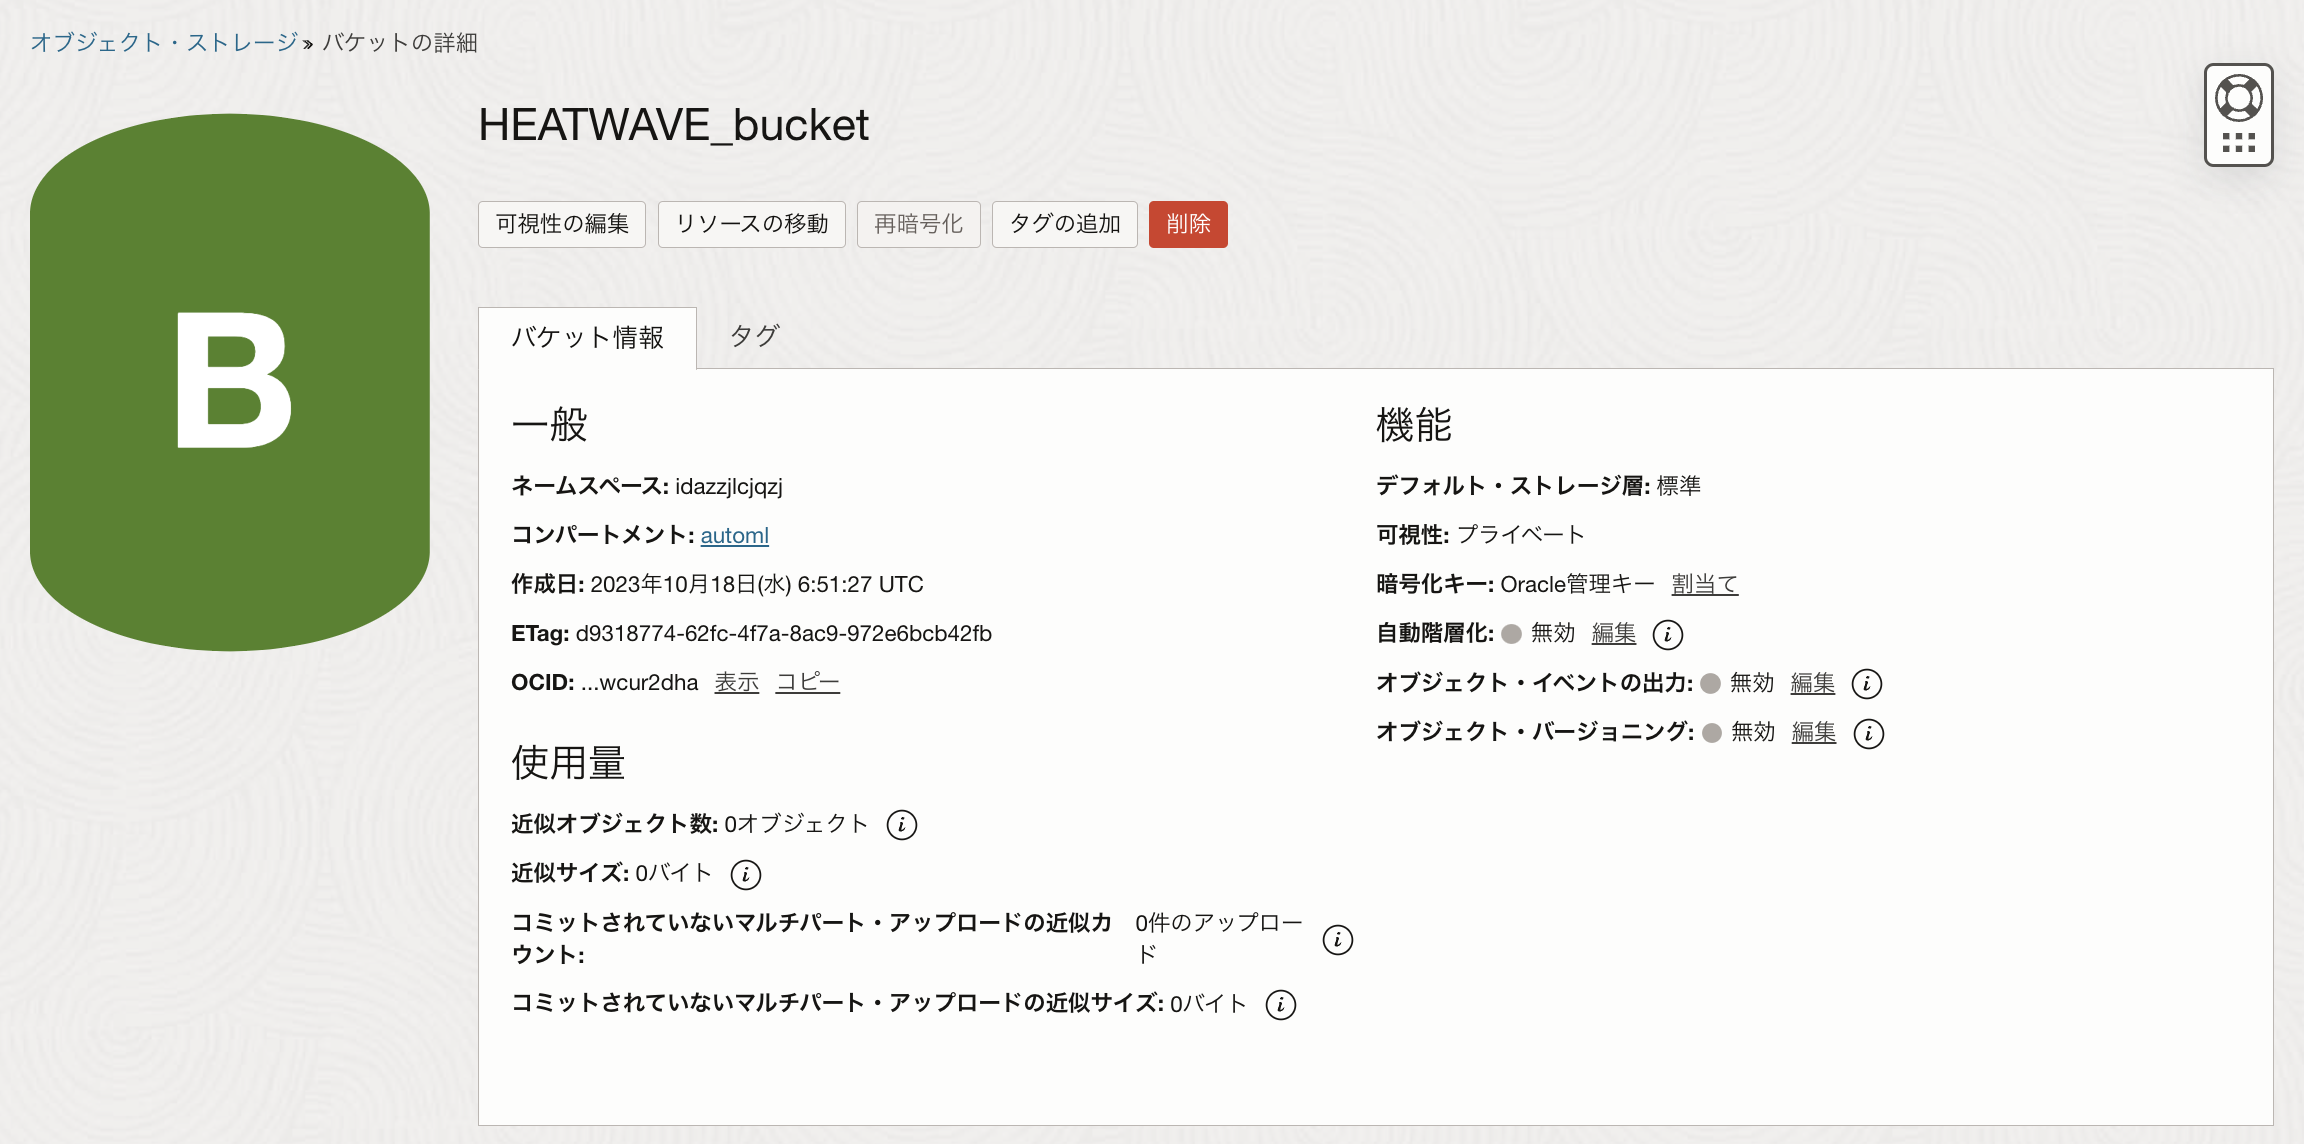 オブジェクト・ストレージ » バケットの詳細
B
HEATWAVE_bucket
可視性の編集 リソースの移動 再暗号化 タグの追加 削除
バケット情報 タグ
一般
ネームスペース: idazzjlcjqzj
コンパートメント: automl
作成日: 2023年10月18日(水) 6:51:27 UTC
ETag: d9318774-62fc-4f7a-8ac9-972e6bcb42fb
OCID: ...wcur2dha 表示 コピー
使用量
近似オブジェクト数: 0オブジェクト
近似サイズ: 0バイト
コミットされていないマルチパート・アップロードの近似カ
ウント:
0件のアップロー
ド
コミットされていないマルチパート・アップロードの近似サイズ: 0バイト
機能
デフォルト・ストレージ層: 標準
可視性: プライベート
暗号化キー: Oracle管理キー 割当て
自動階層化: 無効 編集
オブジェクト・イベントの出力: 無効 編集
オブジェクト・バージョニング: 無効 編集